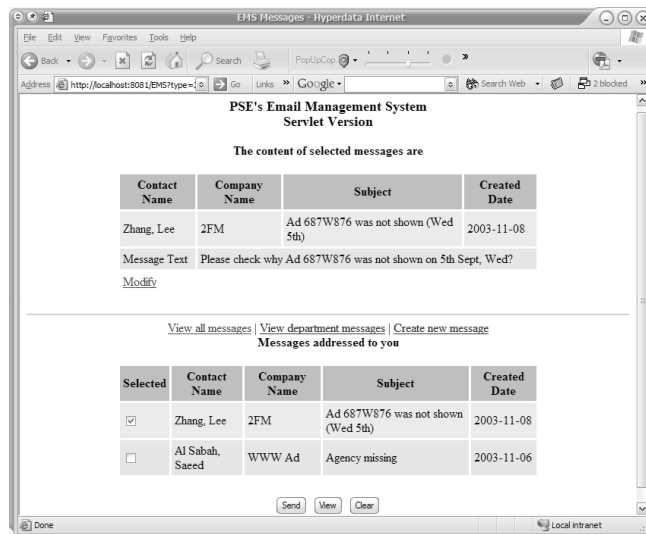 EMS Messages - Hyperdata Internet
File Edit View Favorites Tools Help
Back Search PopUpCop
Address http://localhost:8081/EMS?type= Go Links » Google Search Web 2 blocked »
PSE's Email Management System
Servlet Version
The content of selected messages are
Contact Name Company Name Subject Created Date
Zhang, Lee 2FM Ad 687W876 was not shown (Wed 5th) 2003-11-08
Message Text Please check why Ad 687W876 was not shown on 5th Sept, Wed?
Modify
View all messages | View department messages | Create new message
Messages addressed to you
Selected Contact Name Company Name Subject Created Date
Zhang, Lee 2FM Ad 687W876 was not shown (Wed 5th) 2003-11-08
Al Sabah, Saeed WWW Ad Agency missing 2003-11-06
Send View Clear
Done Local intranet